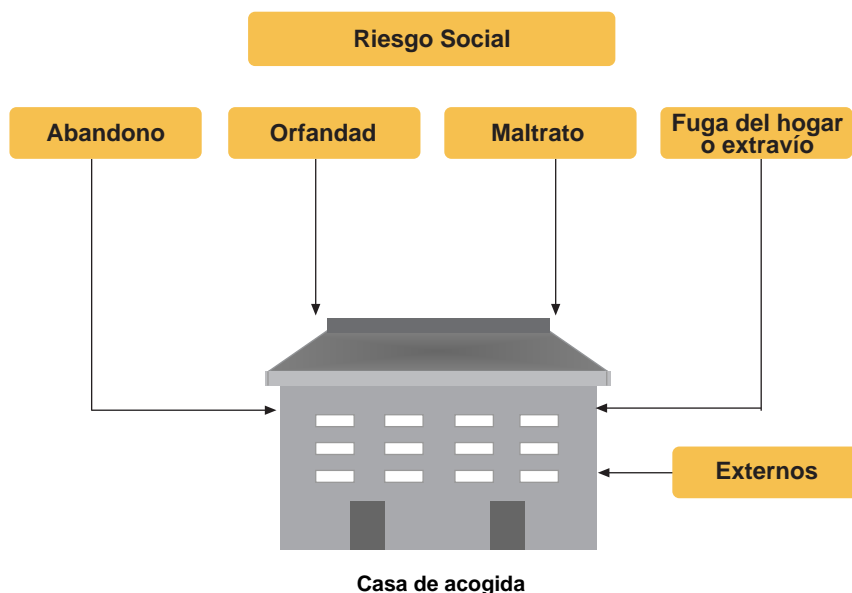 Riesgo Social
Abandono
Orfandad
Maltrato
Fuga del hogar
o extravío
Externos
Casa de acogida